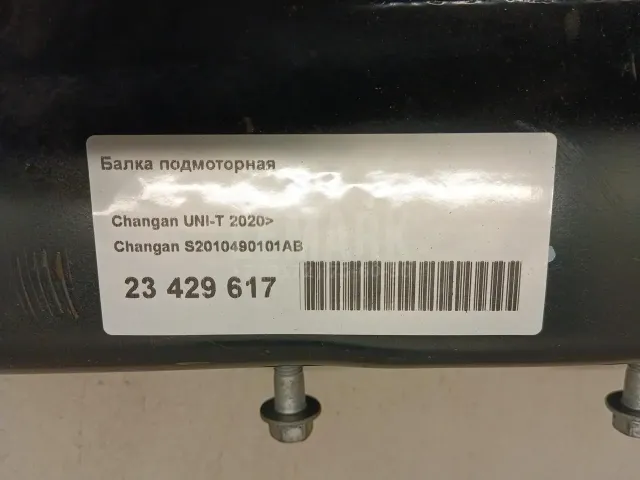 Балка подмоторная
Changan UNI-T 2020>
Changan S2010490101AB
23 429 617